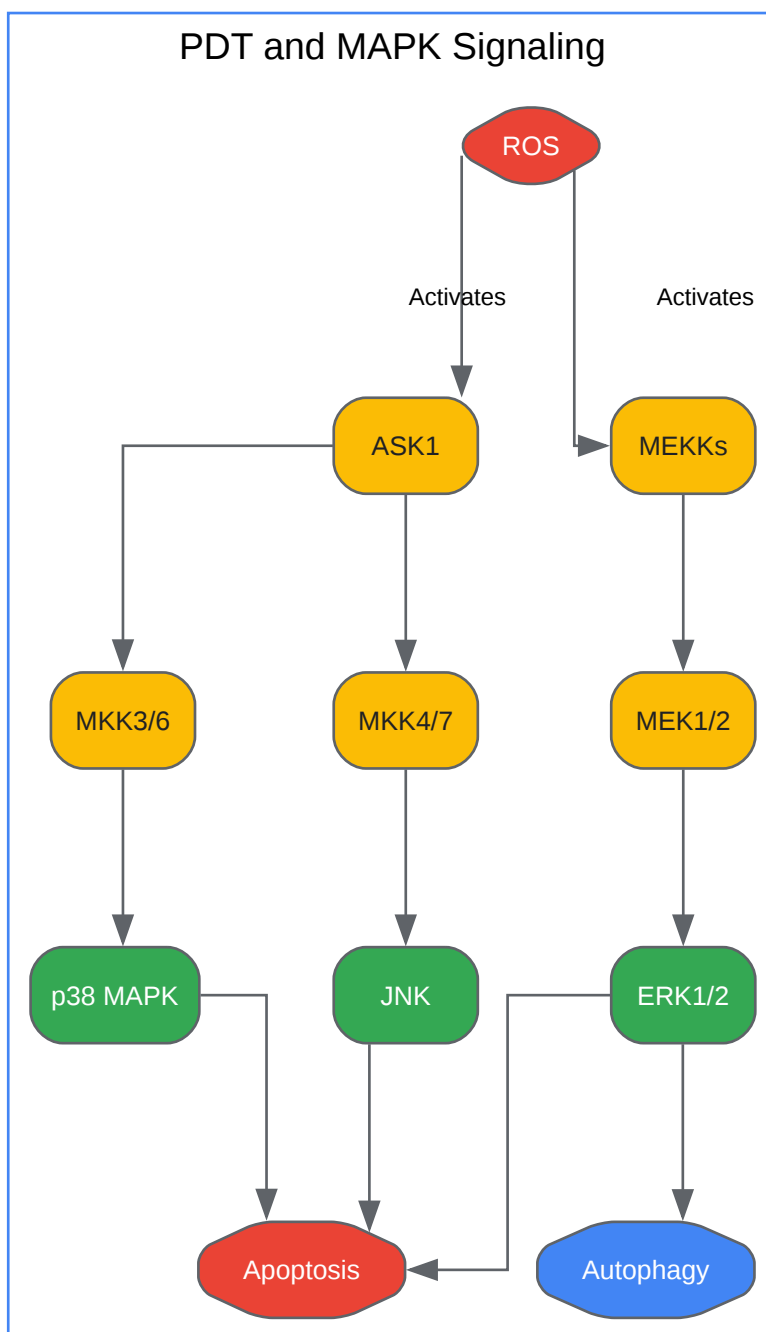 PDT and MAPK Signaling
ROS
Activates
Activates
ASK1
MEKKs
MKK3/6
MKK4/7
MEK1/2
p38 MAPK
JNK
ERK1/2
Apoptosis
Autophagy